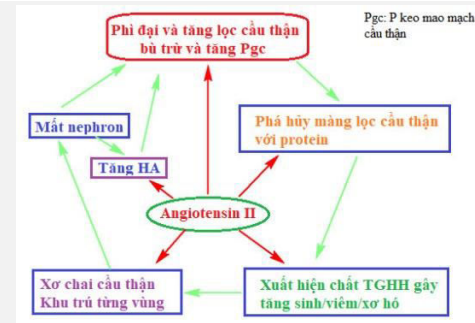 Pgc: P keo mao mạch
cầu thận
Phì đại và tăng lọc cầu thận
bù trừ và tăng Pgc
Mất nephron
Phá hủy màng lọc cầu thận
với protein
Tăng HA
Angiotensin II
Xơ chai cầu thận
Khu trú từng vùng
Xuất hiện chất TGHH gây
tăng sinh/viêm/xơ hó